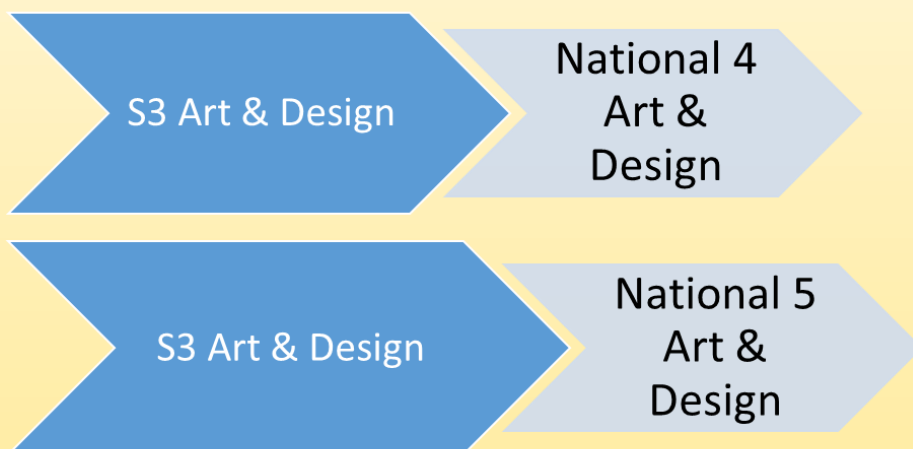 S3 Art & Design
National 4
Art &
Design
S3 Art & Design
National 5
Art &
Design